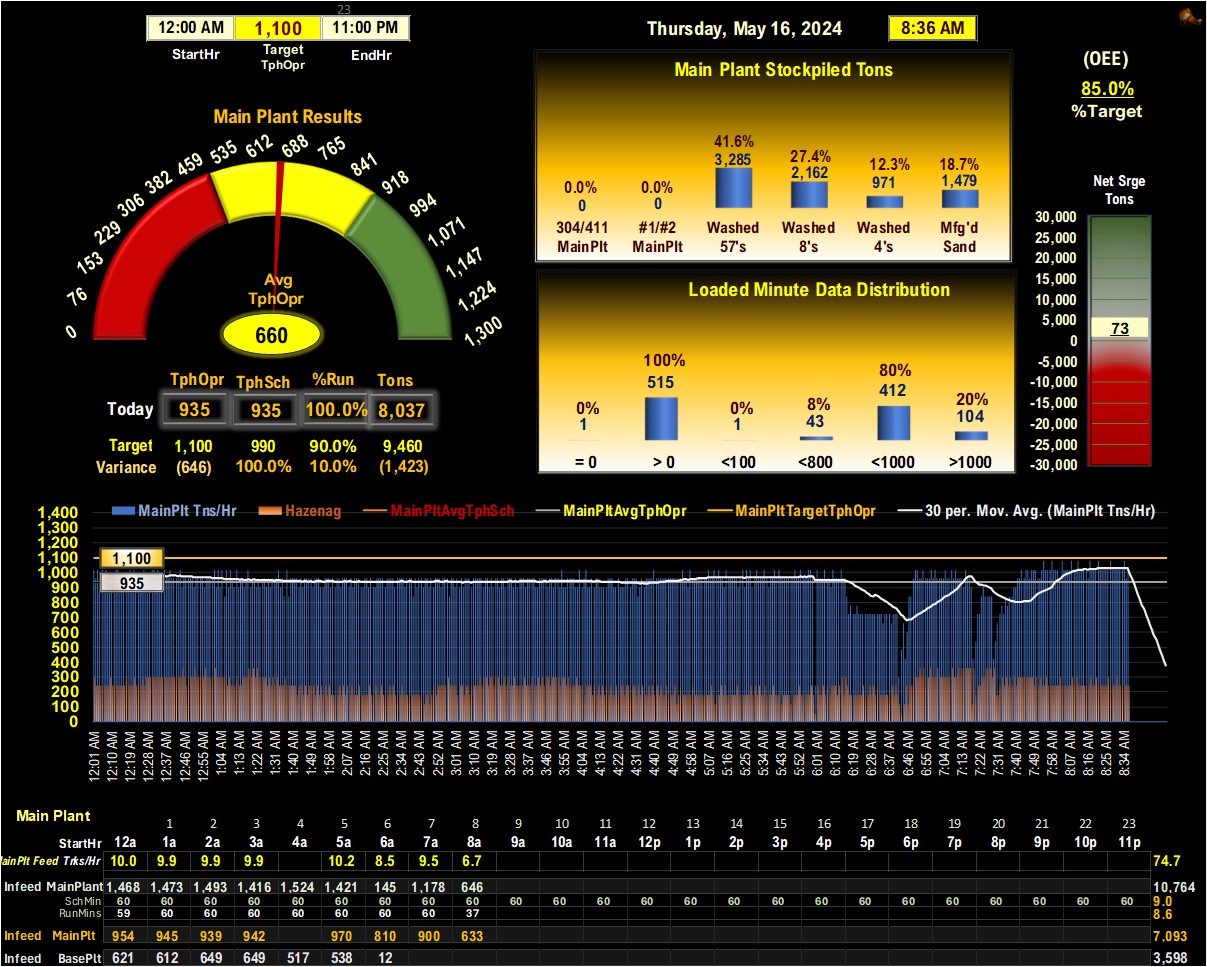 23
12:00 AM 1,100 11:00 PM
StartHr Target TphOpr EndHr
Thursday, May 16, 2024 8:36 AM
(OEE)
85.0%
%Target
Main Plant Results
0 76 153 229 306 382 459 535 612 688 765 841 918 994 1,071 1,147 1,224 1,300
Avg
TphOpr
660
TphOpr TphSch %Run Tons
Today 935 935 100.0% 8,037
Target 1,100 990 90.0% 9,460
Variance (646) 100.0% 10.0% (1,423)
Main Plant Stockpiled Tons
0.0% 0.0% 41.6% 27.4% 12.3% 18.7%
0 0 3,285 2,162 971 1,479
304/411 #1/#2 Washed Washed Washed Mfg'd
MainPlt MainPlt 57's 8's 4's Sand
Loaded Minute Data Distribution
0% 100% 0% 8% 80% 20%
1 515 1 43 412 104
= 0 > 0 <100 <800 <1000 >1000
Net Srge
Tons
30,000
25,000
20,000
15,000
10,000
5,000
73
0
-5,000
-10,000
-15,000
-20,000
-25,000
-30,000
MainPlt Tns/Hr Hazenag MainPltAvgTphSch MainPltAvgTphOpr MainPltTargetTphOpr 30 per. Mov. Avg. (MainPlt Tns/Hr)
1,400
1,300
1,200
1,100
1,000
900
800
700
600
500
400
300
200
100
0
1,100
935
12:01 AM 12:10 AM 12:19 AM 12:28 AM 12:37 AM 12:46 AM 12:55 AM 1:04 AM 1:13 AM 1:22 AM 1:31 AM 1:40 AM 1:49 AM 1:58 AM 2:07 AM 2:16 AM 2:25 AM 2:34 AM 2:43 AM 2:52 AM 3:01 AM 3:10 AM 3:19 AM 3:28 AM 3:37 AM 3:46 AM 3:55 AM 4:04 AM 4:13 AM 4:22 AM 4:31 AM 4:40 AM 4:49 AM 4:58 AM 5:07 AM 5:16 AM 5:25 AM 5:34 AM 5:43 AM 5:52 AM 6:01 AM 6:10 AM 6:19 AM 6:28 AM 6:37 AM 6:46 AM 6:55 AM 7:04 AM 7:13 AM 7:22 AM 7:31 AM 7:40 AM 7:49 AM 7:58 AM 8:07 AM 8:16 AM 8:25 AM 8:34 AM
Main Plant
1 2 3 4 5 6 7 8 9 10 11 12 13 14 15 16 17 18 19 20 21 22 23
StartHr 12a 1a 2a 3a 4a 5a 6a 7a 8a 9a 10a 11a 12p 1p 2p 3p 4p 5p 6p 7p 8p 9p 10p 11p
ainPlt Feed Trks/Hr 10.0 9.9 9.9 9.9 10.2 8.5 9.5 6.7 74.7
Infeed MainPlant 1,468 1,473 1,493 1,416 1,524 1,421 145 1,178 646 10,764
SchMin 60 60 60 60 60 60 60 60 60 60 60 60 60 60 60 60 60 60 60 60 60 60 60 60 9.0
RunMins 59 60 60 60 60 60 60 60 37 8.6
Infeed MainPlt 954 945 939 942 970 810 900 633 7,093
Infeed BasePlt 621 612 649 649 517 538 12 3,598